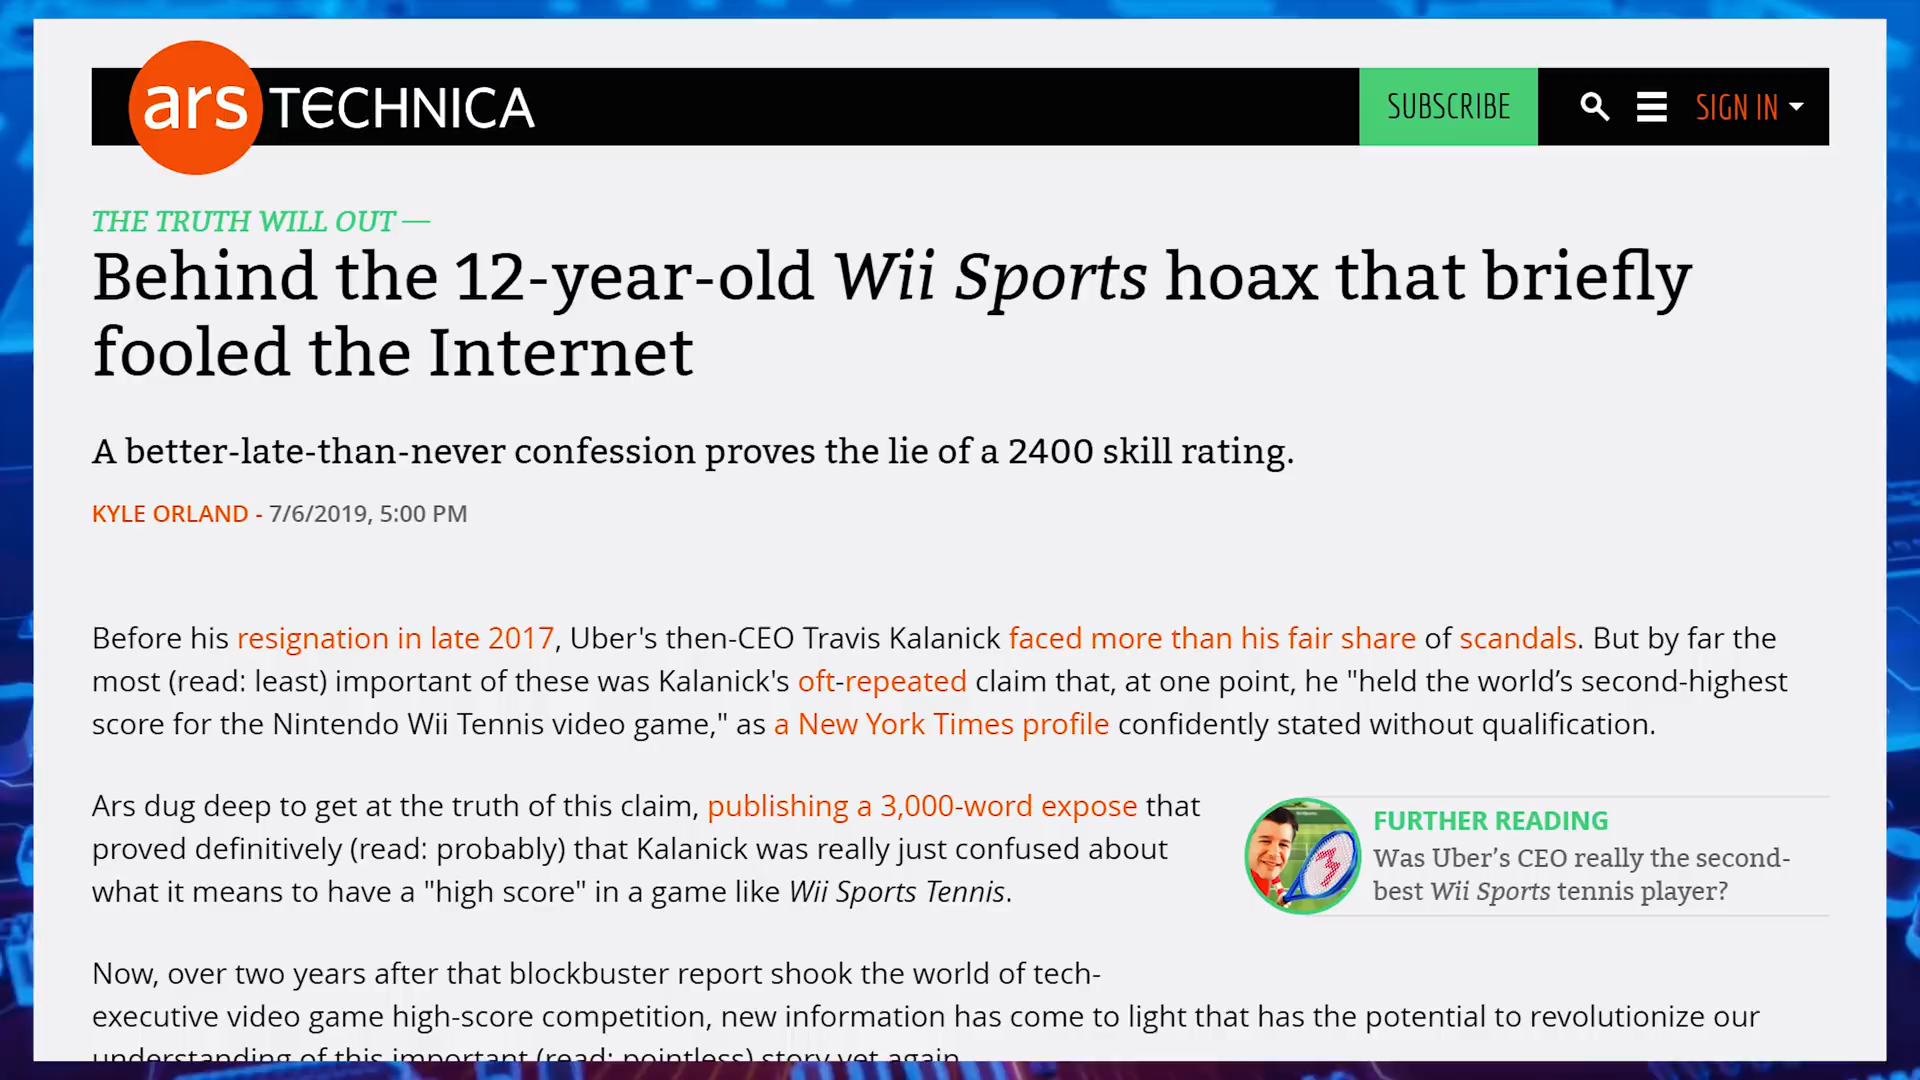 ars TECHNICA
SUBSCRIBE
SIGN IN
THE TRUTH WILL OUT —
Behind the 12-year-old Wii Sports hoax that briefly
fooled the Internet
A better-late-than-never confession proves the lie of a 2400 skill rating.
KYLE ORLAND - 7/6/2019, 5:00 PM
Before his resignation in late 2017, Uber's then-CEO Travis Kalanick faced more than his fair share of scandals. But by far the
most (read: least) important of these was Kalanick's oft-repeated claim that, at one point, he "held the world’s second-highest
score for the Nintendo Wii Tennis video game," as a New York Times profile confidently stated without qualification.
Ars dug deep to get at the truth of this claim, publishing a 3,000-word expose that
proved definitively (read: probably) that Kalanick was really just confused about
what it means to have a "high score" in a game like Wii Sports Tennis.
FURTHER READING
Was Uber’s CEO really the second-
best Wii Sports tennis player?
Now, over two years after that blockbuster report shook the world of tech-
executive video game high-score competition, new information has come to light that has the potential to revolutionize our
understanding of this important (read: pointless) story yet again.